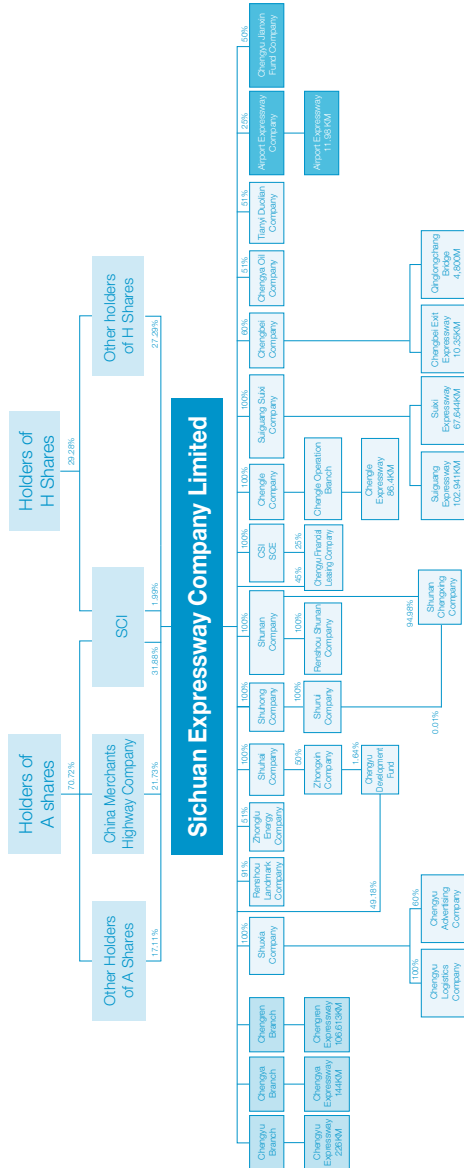 Holders of
A shares
Holders of
H Shares
70.72%
29.28%
Other Holders
of A Shares
China Merchants
Highway Company
SCI
Other holders
of H Shares
17.11%
21.73%
31.88%
1.99%
27.29%
Sichuan Expressway Company Limited
100%
91%
51%
100%
100%
100%
100%
100%
100%
60%
51%
51%
25%
50%
Chengyu
Branch
Chengya
Branch
Chengren
Branch
Shuxia
Company
Renshou
Landmark
Company
Zhonglu
Energy
Company
Shuhai
Company
Shuhong
Company
Shunan
Company
CSI
SCE
Chengle
Company
Suiguang Suixi
Company
Chengbei
Company
Chengya Oil
Company
Tianyi Duolian
Company
Airport Expressway
Company
Chengyu Jianxin
Fund Company
50%
100%
100%
45%
25%
Chengyu
Expressway
226KM
Chengya
Expressway
144KM
Chengren
Expressway
106.613KM
Zhongxin
Company
Shurui
Company
Renshou Shunan
Company
Chengyu Financial
Leasing Company
Chengle Operation
Branch
Airport Expressway
11.98 KM
49.18%
1.64%
Chengyu
Development
Fund
Chengle
Expressway
86.4KM
100%
60%
0.01%
94.98%
Chengyu
Logistics
Company
Chengyu
Advertising
Company
Shunan
Chengxing
Company
Suiguang
Expressway
102.941KM
Suixi
Expressway
67.644KM
Chengbei Exit
Expressway
10.35KM
Qinglongchang
Bridge
4,800M